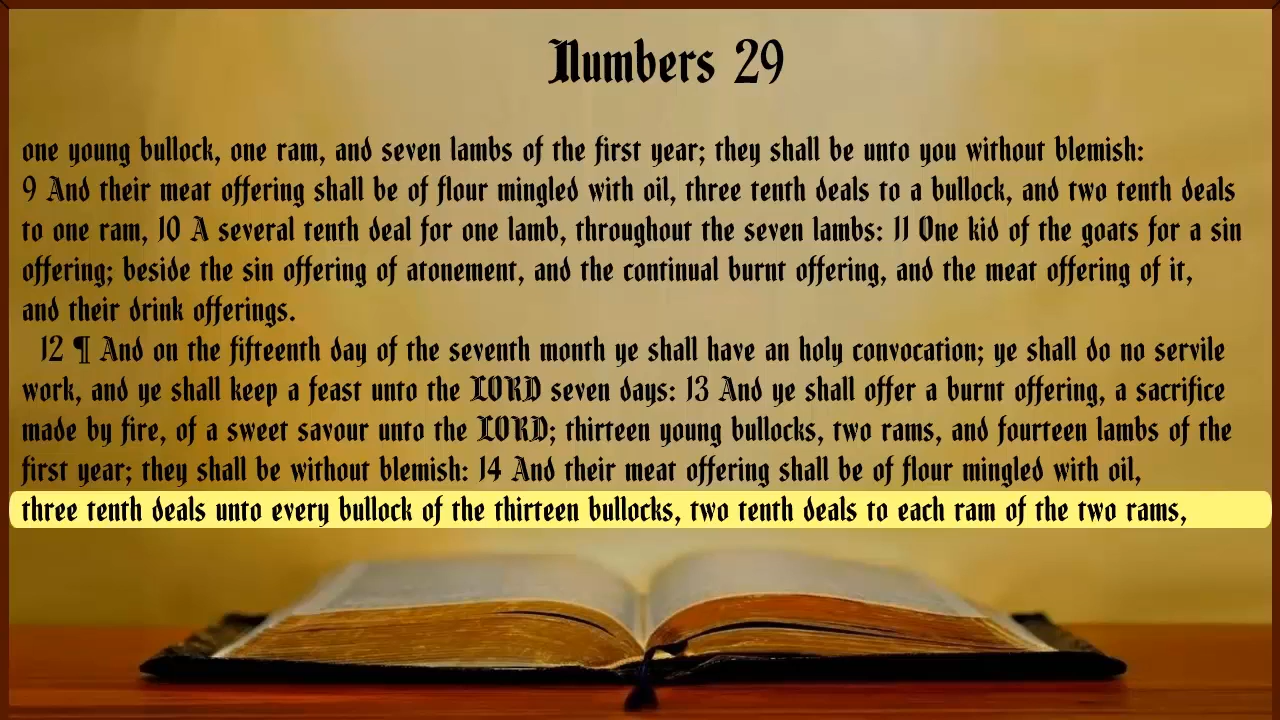 Numbers 29
one young bullock, one ram, and seven lambs of the first year; they shall be unto you without blemish:
9 And their meat offering shall be of flour mingled with oil, three tenth deals to a bullock, and two tenth deals
to one ram, 10 A several tenth deal for one lamb, throughout the seven lambs: 11 One kid of the goats for a sin
offering; beside the sin offering of atonement, and the continual burnt offering, and the meat offering of it,
and their drink offerings.
12 ¶ And on the fifteenth day of the seventh month ye shall have an holy convocation; ye shall do no servile
work, and ye shall keep a feast unto the LORD seven days: 13 And ye shall offer a burnt offering, a sacrifice
made by fire, of a sweet savour unto the LORD; thirteen young bullocks, two rams, and fourteen lambs of the
first year; they shall be without blemish: 14 And their meat offering shall be of flour mingled with oil,
three tenth deals unto every bullock of the thirteen bullocks, two tenth deals to each ram of the two rams,